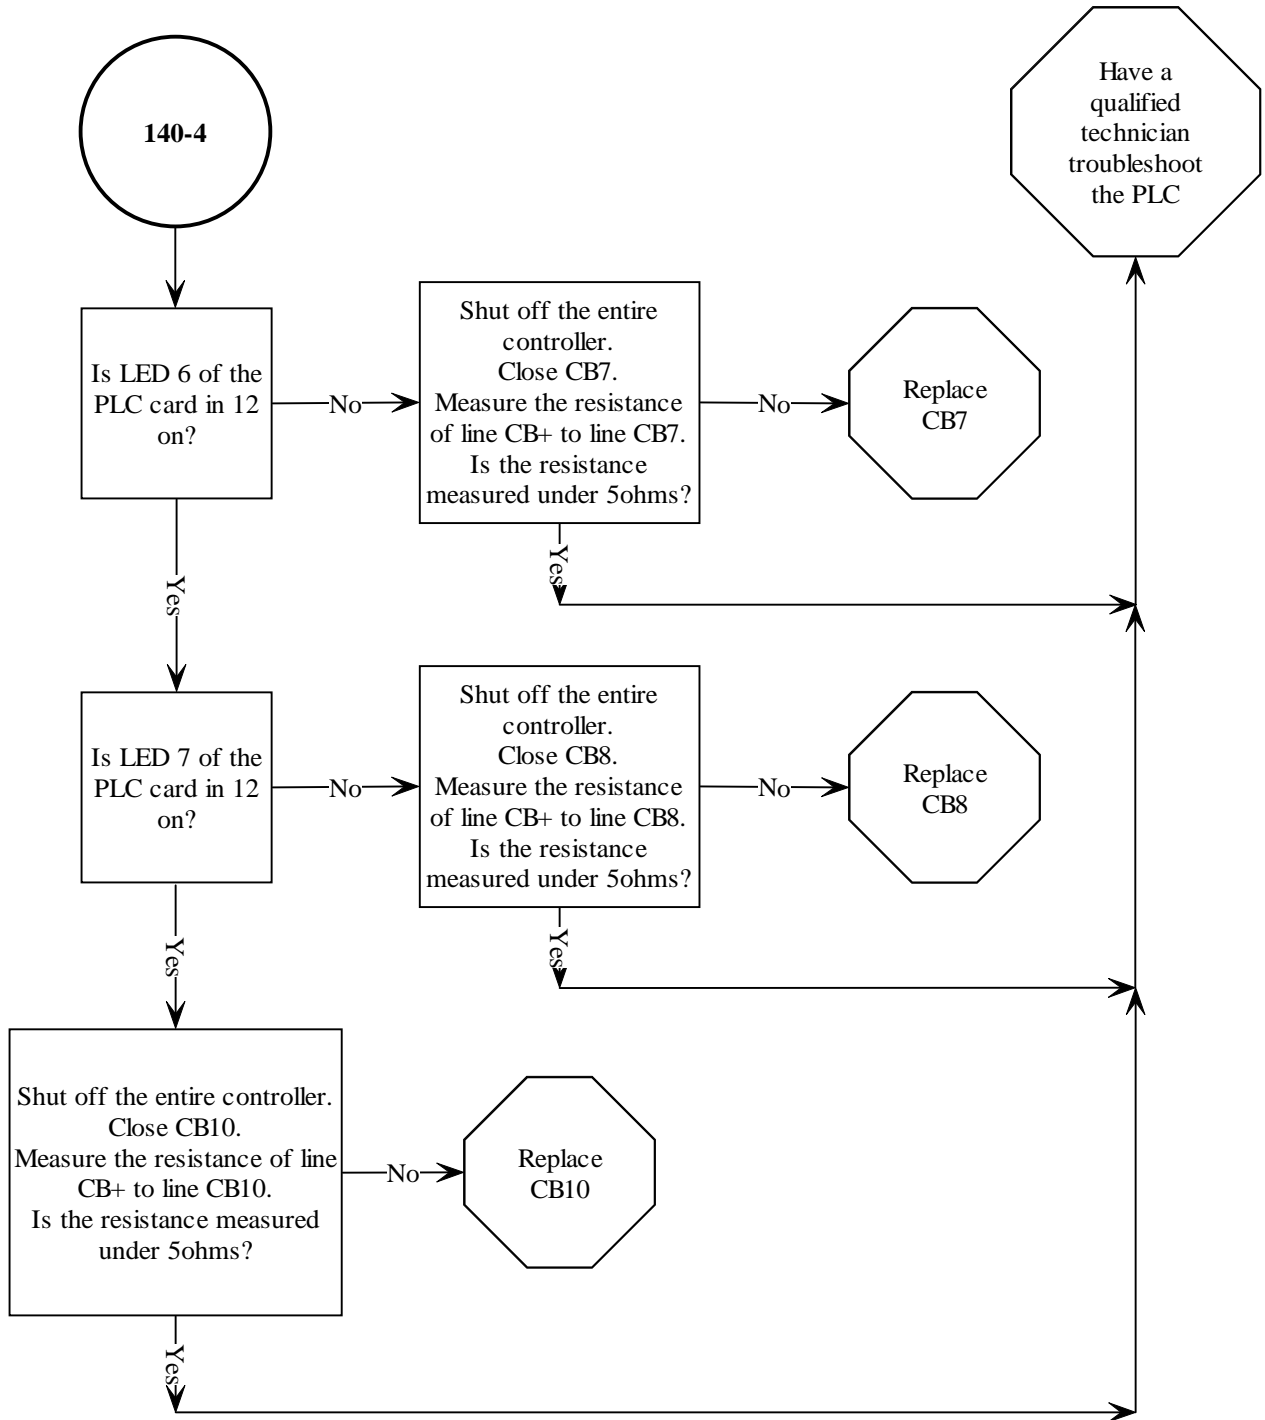 140-4
Have a
qualified
technician
troubleshoot
the PLC
Is LED 6 of the
PLC card in 12
on?
No
Shut off the entire
controller.
Close CB7.
Measure the resistance
of line CB+ to line CB7.
Is the resistance
measured under 5ohms?
No
Replace
CB7
Yes
Yes
Is LED 7 of the
PLC card in 12
on?
No
Shut off the entire
controller.
Close CB8.
Measure the resistance
of line CB+ to line CB8.
Is the resistance
measured under 5ohms?
No
Replace
CB8
Yes
Yes
Shut off the entire controller.
Close CB10.
Measure the resistance of line
CB+ to line CB10.
Is the resistance measured
under 5ohms?
No
Replace
CB10
Yes